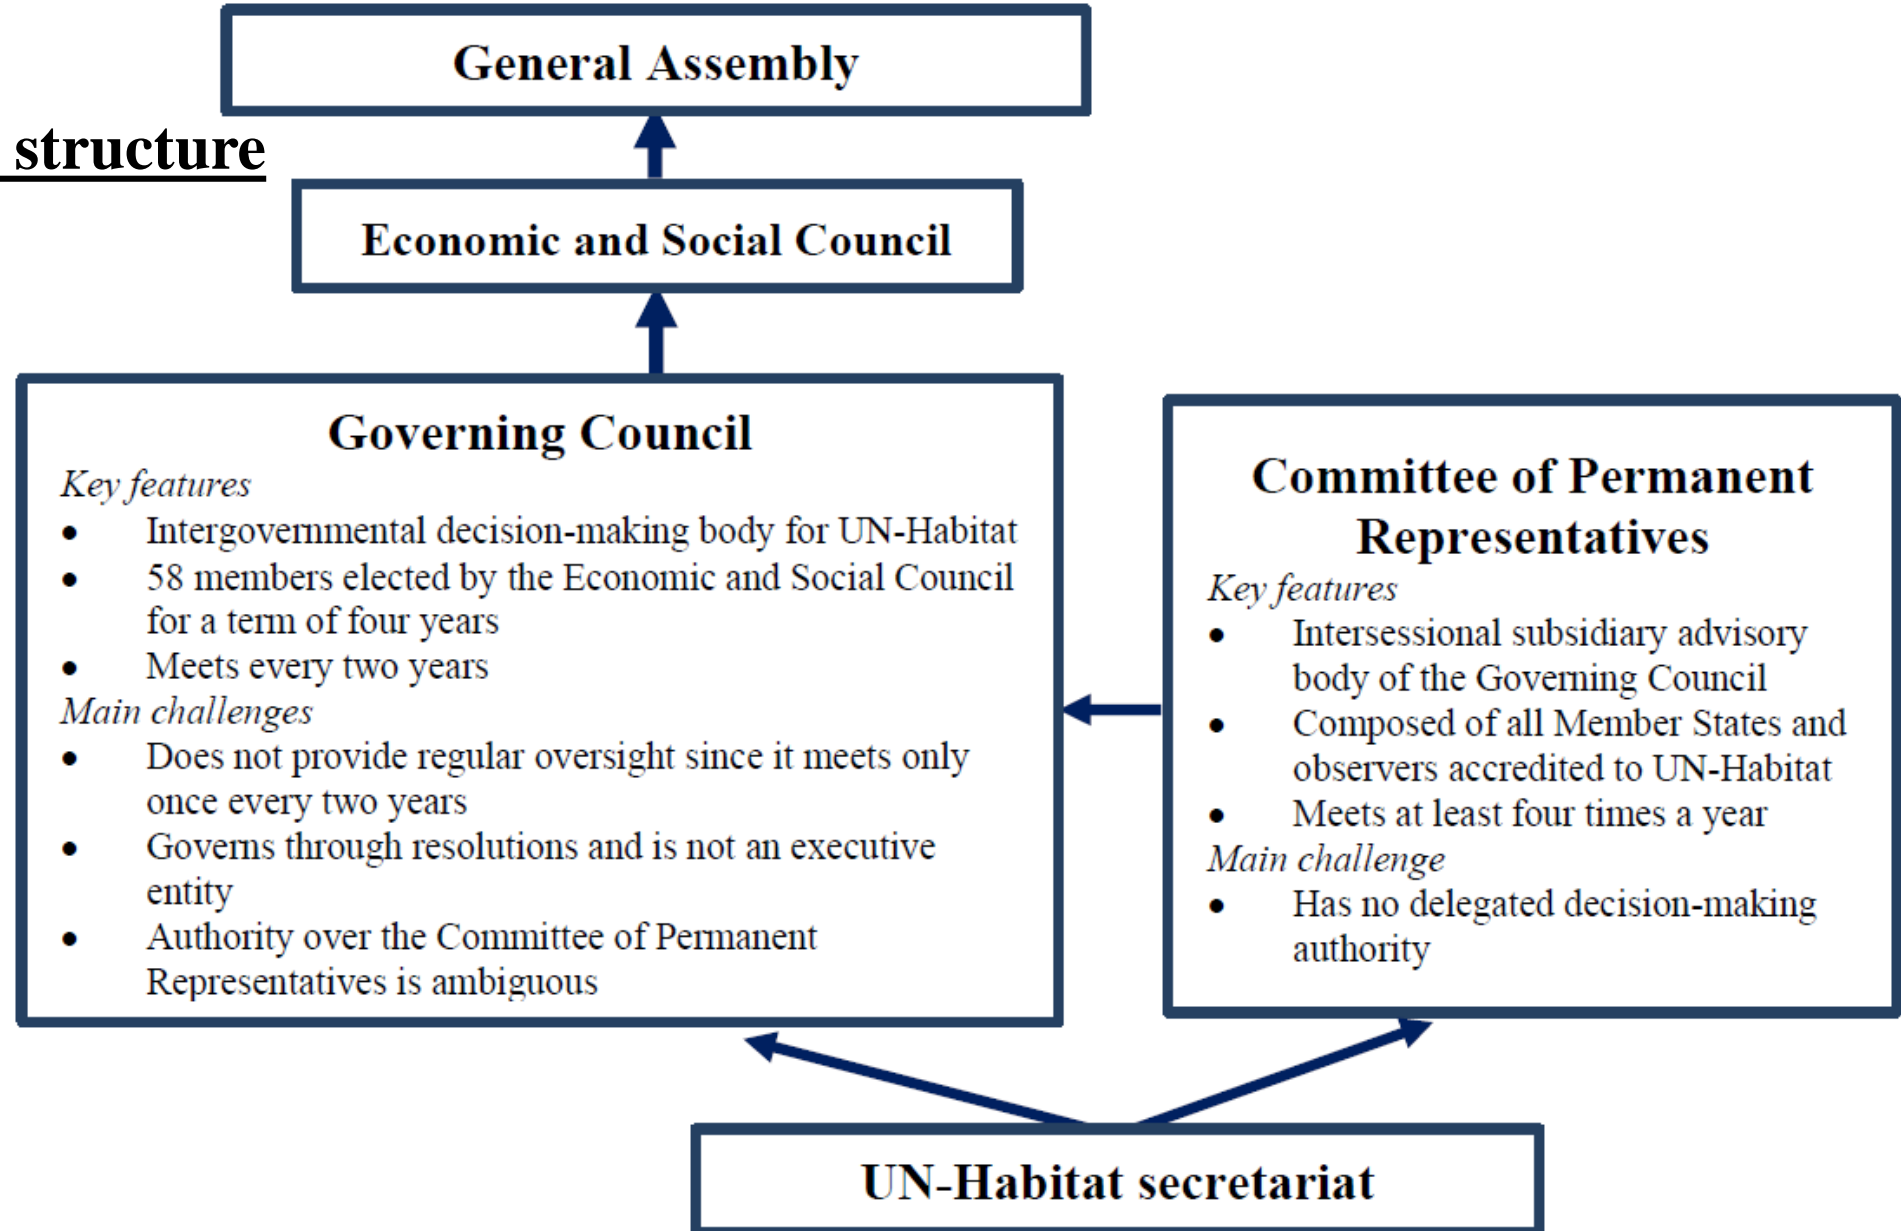 General Assembly
structure
Economic and Social Council
Governing Council
Key features
• Intergovernmental decision-making body for UN-Habitat
• 58 members elected by the Economic and Social Council
for a term of four years
• Meets every two years
Main challenges
• Does not provide regular oversight since it meets only
once every two years
• Governs through resolutions and is not an executive
entity
• Authority over the Committee of Permanent
Representatives is ambiguous
Committee of Permanent
Representatives
Key features
• Intersessional subsidiary advisory
body of the Governing Council
• Composed of all Member States and
observers accredited to UN-Habitat
• Meets at least four times a year
Main challenge
• Has no delegated decision-making
authority
UN-Habitat secretariat